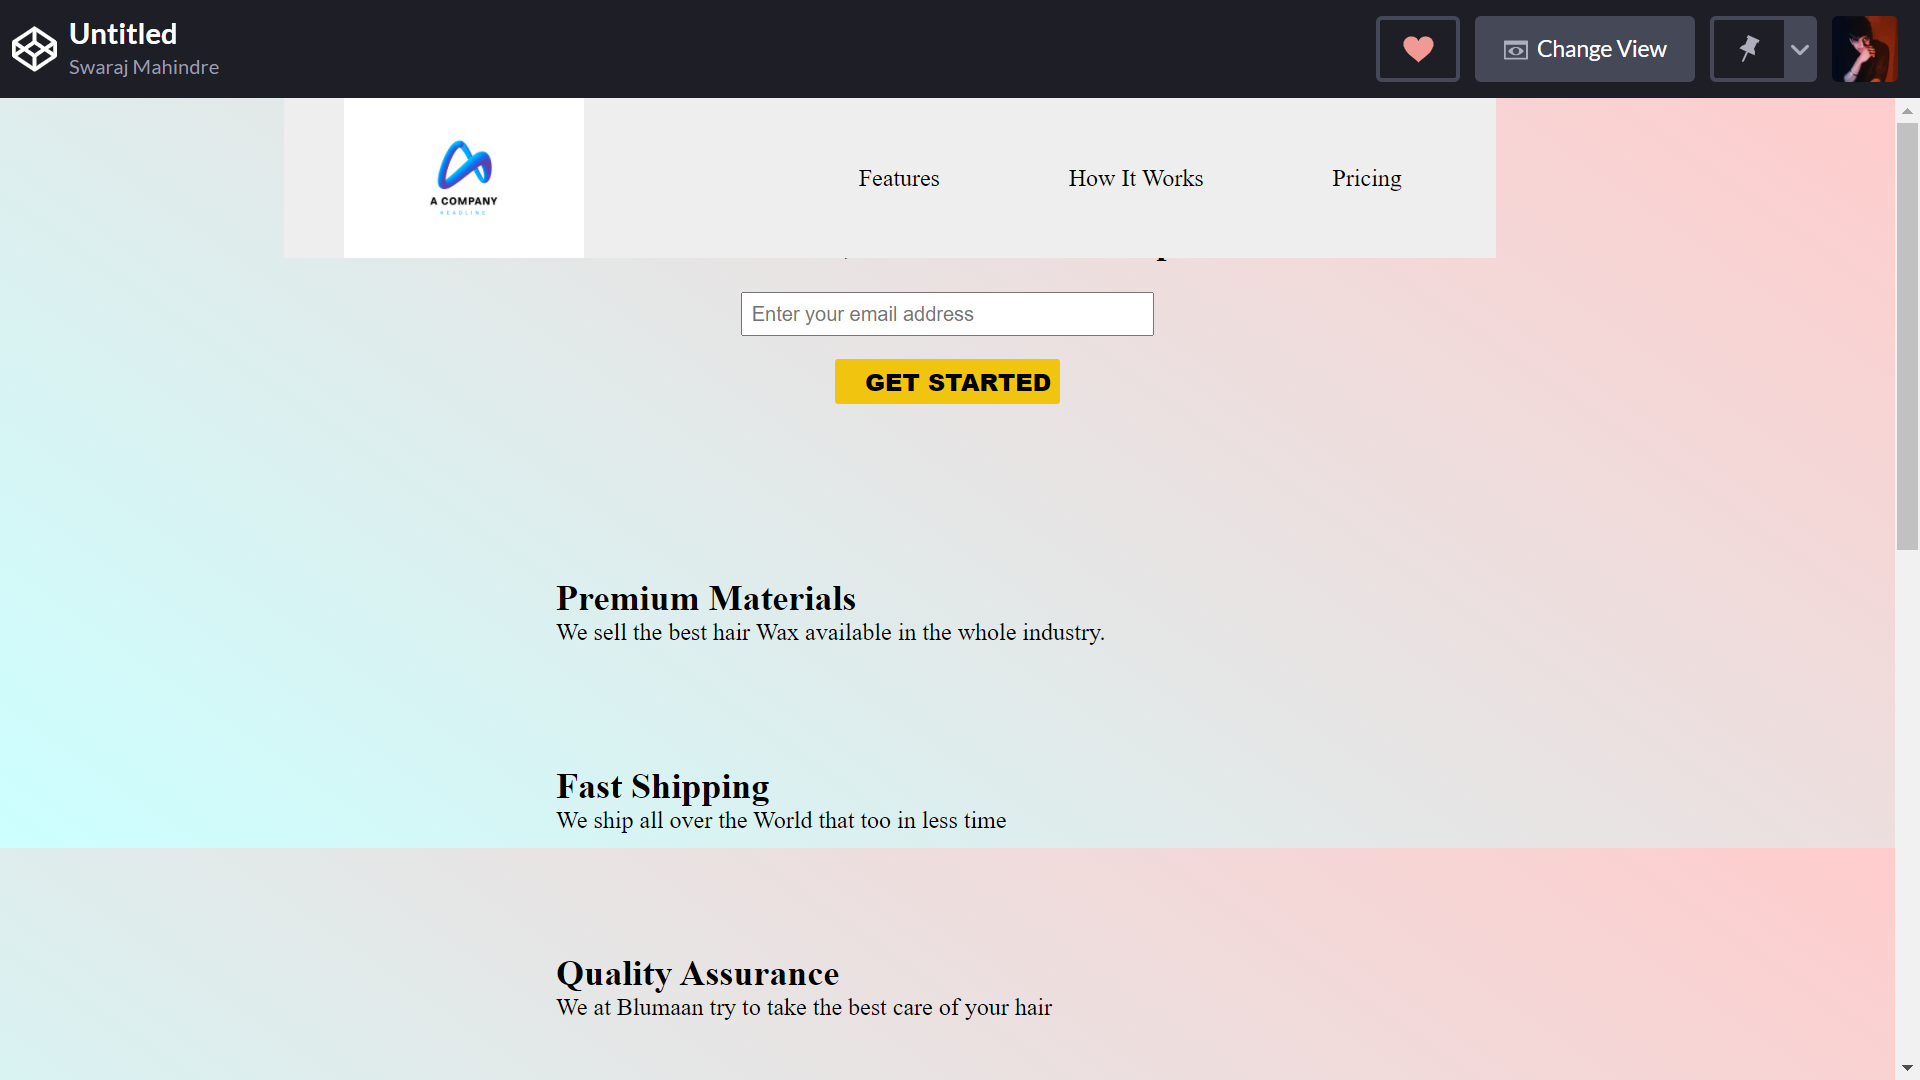 Untitled
Swaraj Mahindre
Change View
A COMPANY
HEADLINE
Features
How It Works
Pricing
Enter your email address
GET STARTED
Premium Materials
We sell the best hair Wax available in the whole industry.
Fast Shipping
We ship all over the World that too in less time
Quality Assurance
We at Blumaan try to take the best care of your hair